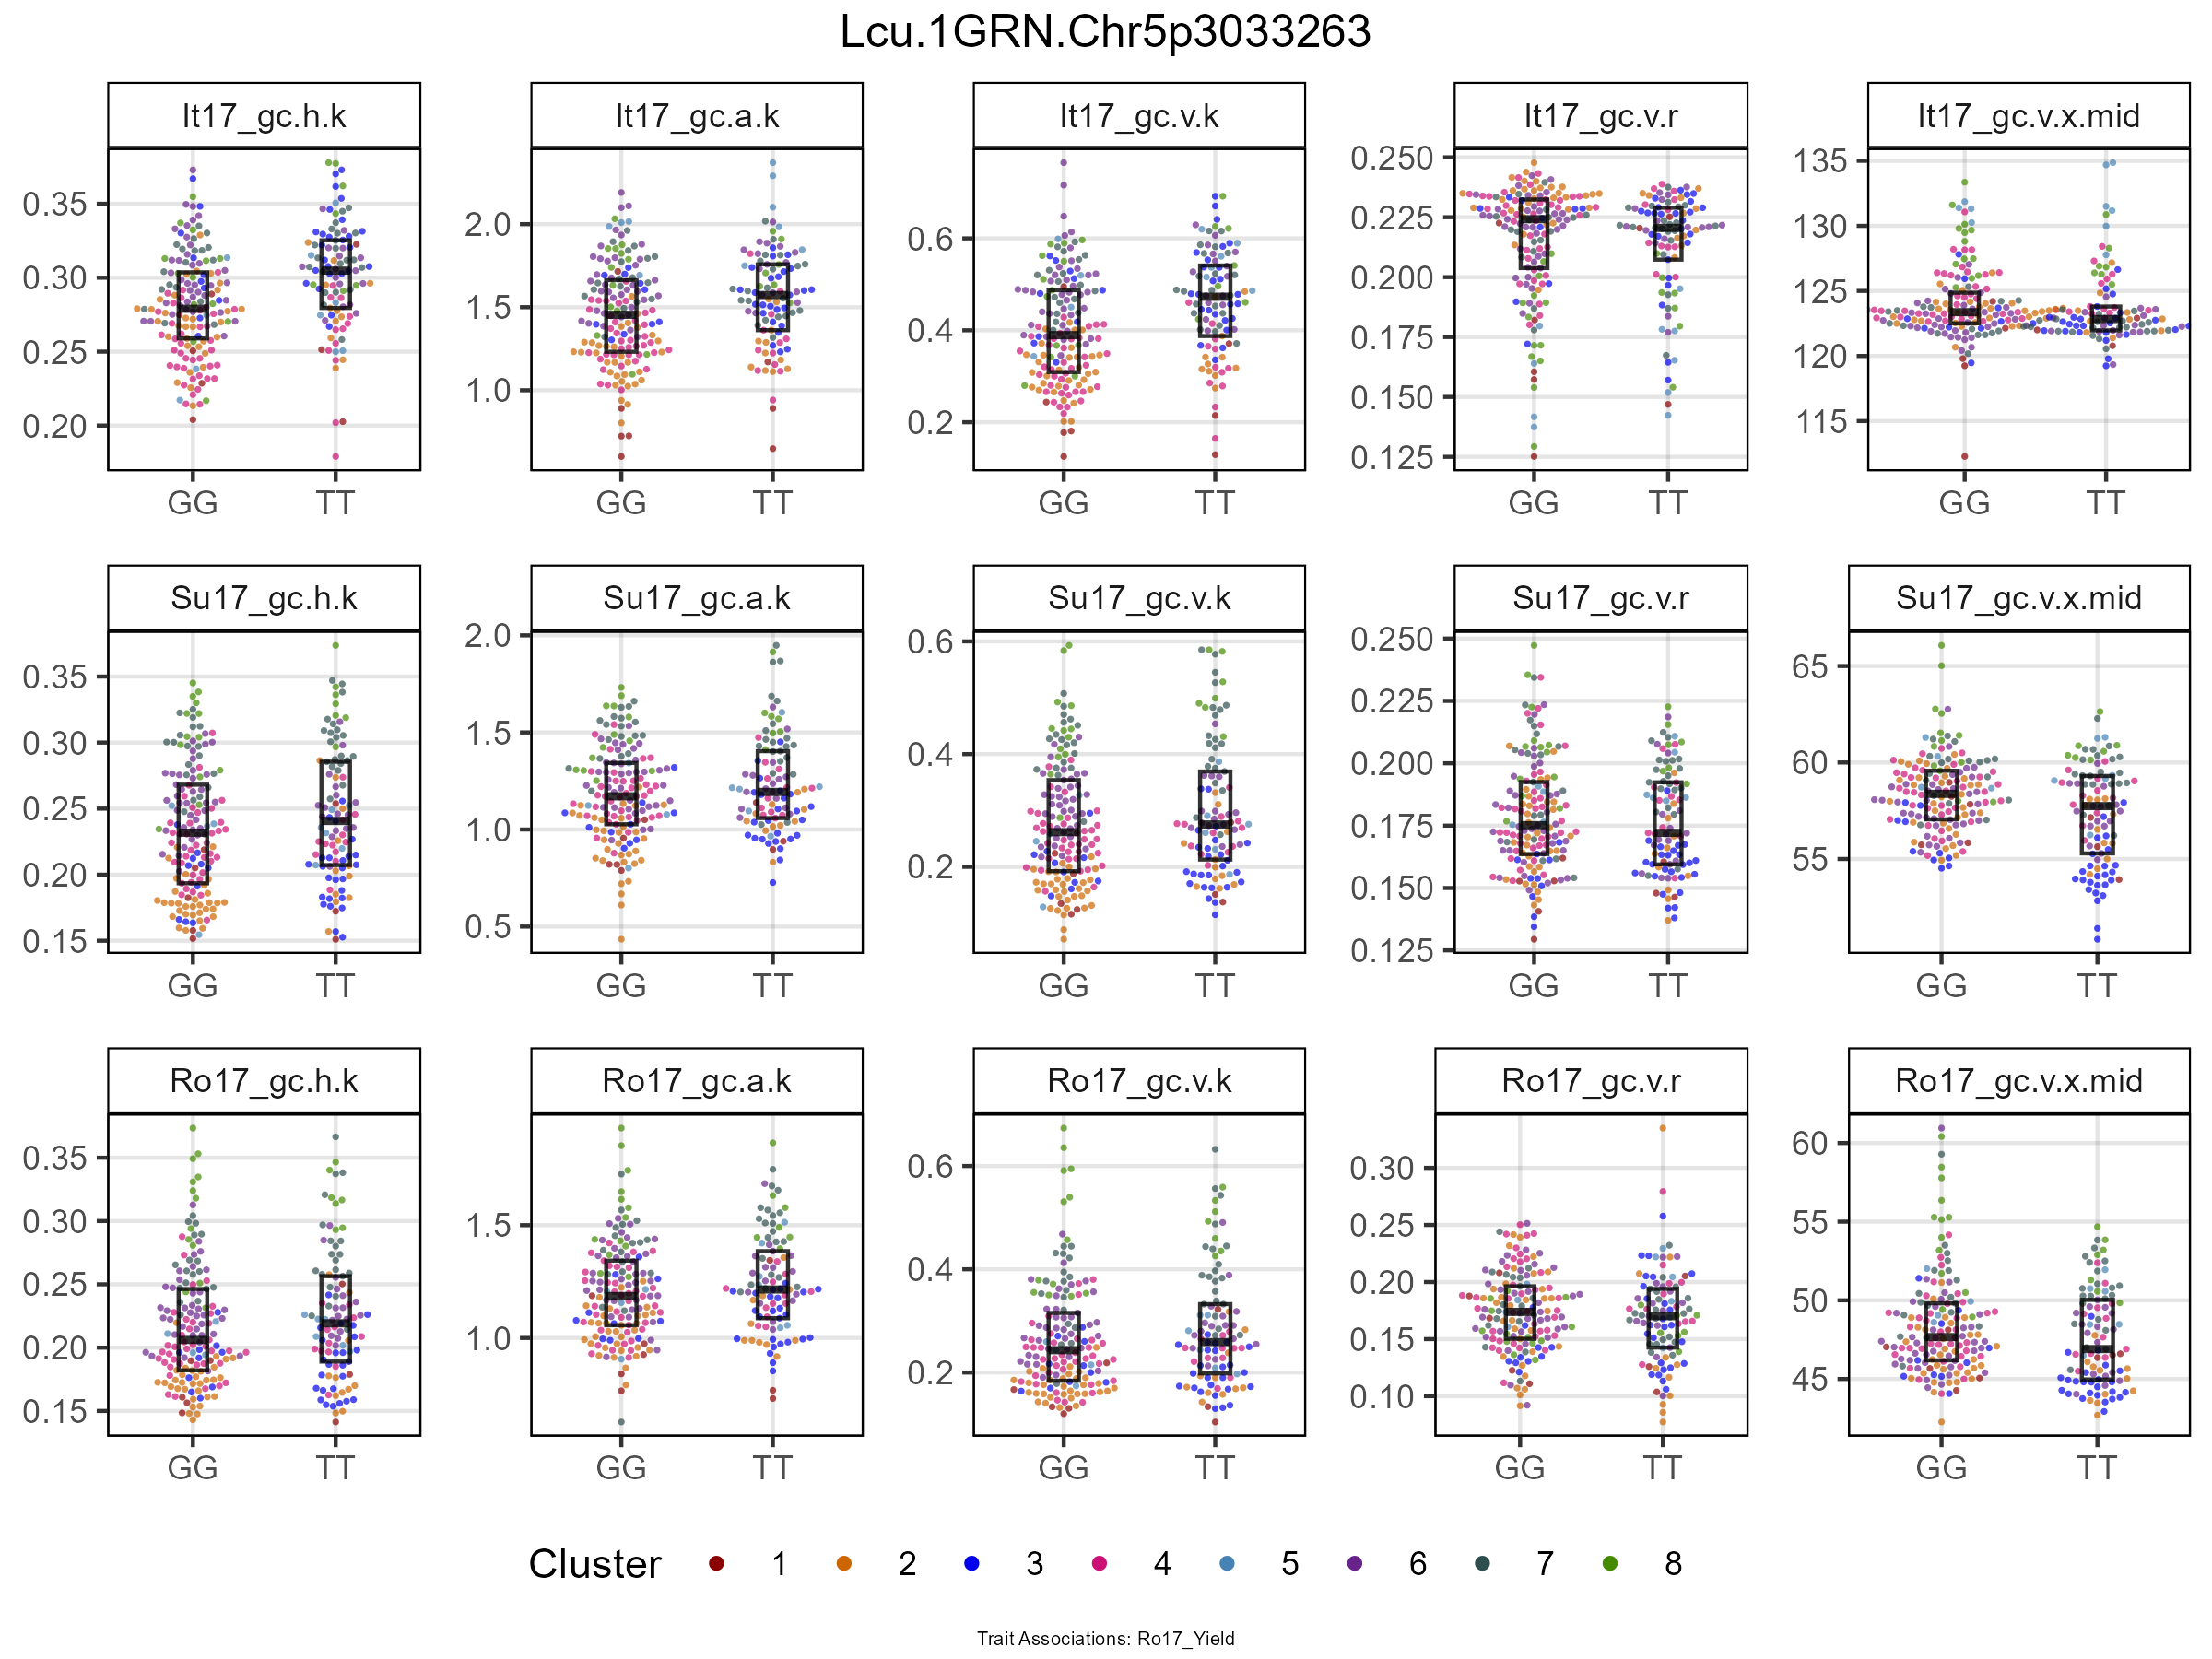 Lcu.1GRN.Chr5p3033263
It17_gc.h.k It17_gc.a.k It17_gc.v.k It17_gc.v.r It17_gc.v.x.mid
0.35 0.30 0.25 0.20
2.0 1.5 1.0
0.6 0.4 0.2
0.250 0.225 0.200 0.175 0.150 0.125
135 130 125 120 115
GG TT GG TT GG TT GG TT GG TT
Su17_gc.h.k Su17_gc.a.k Su17_gc.v.k Su17_gc.v.r Su17_gc.v.x.mid
0.35 0.30 0.25 0.20 0.15
2.0 1.5 1.0 0.5
0.6 0.4 0.2
0.250 0.225 0.200 0.175 0.150 0.125
65 60 55
GG TT GG TT GG TT GG TT GG TT
Ro17_gc.h.k Ro17_gc.a.k Ro17_gc.v.k Ro17_gc.v.r Ro17_gc.v.x.mid
0.35 0.30 0.25 0.20 0.15
1.5 1.0
0.6 0.4 0.2
0.30 0.25 0.20 0.15 0.10
60 55 50 45
GG TT GG TT GG TT GG TT GG TT
Cluster 1 2 3 4 5 6 7 8
Trait Associations: Ro17_Yield